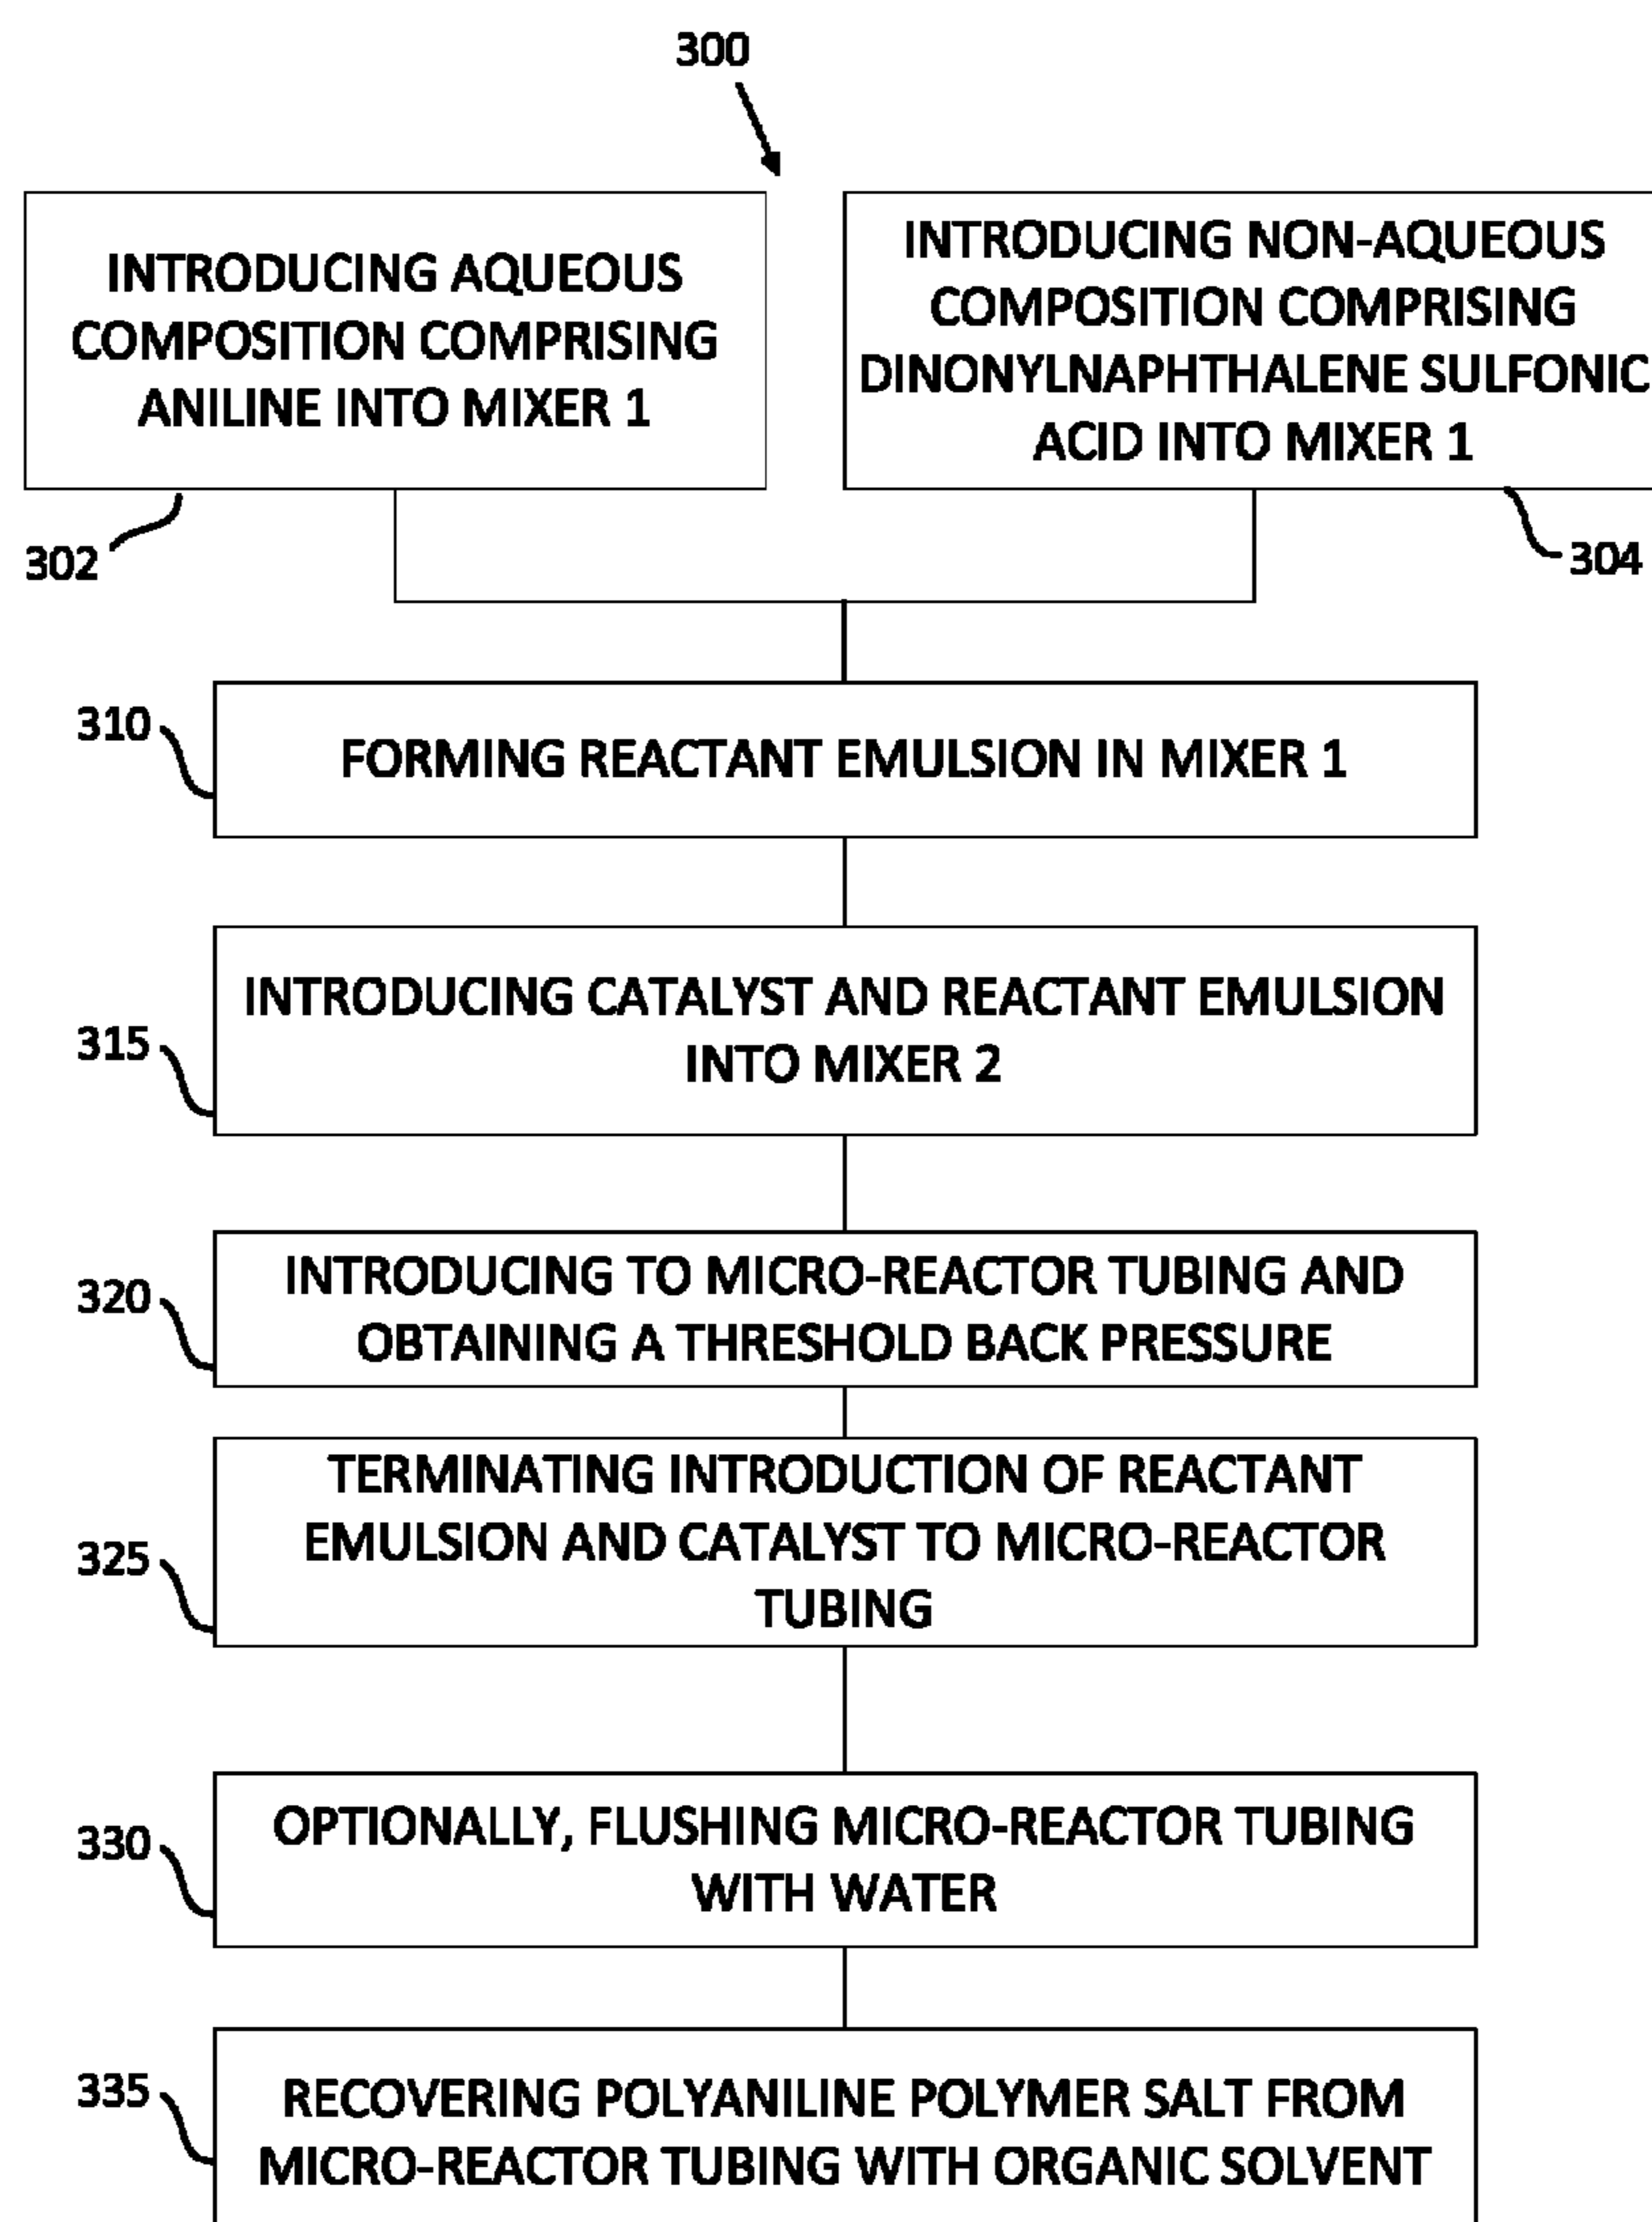 300
INTRODUCING AQUEOUS
COMPOSITION COMPRISING
ANILINE INTO MIXER 1
302
INTRODUCING NON-AQUEOUS
COMPOSITION COMPRISING
DINONYLNAPHTHALENE SULFONIC
ACID INTO MIXER 1
304
310
FORMING REACTANT EMULSION IN MIXER 1
315
INTRODUCING CATALYST AND REACTANT EMULSION
INTO MIXER 2
320
INTRODUCING TO MICRO-REACTOR TUBING AND
OBTAINING A THRESHOLD BACK PRESSURE
325
TERMINATING INTRODUCTION OF REACTANT
EMULSION AND CATALYST TO MICRO-REACTOR
TUBING
330
OPTIONALLY, FLUSHING MICRO-REACTOR TUBING
WITH WATER
335
RECOVERING POLYANILINE POLYMER SALT FROM
MICRO-REACTOR TUBING WITH ORGANIC SOLVENT